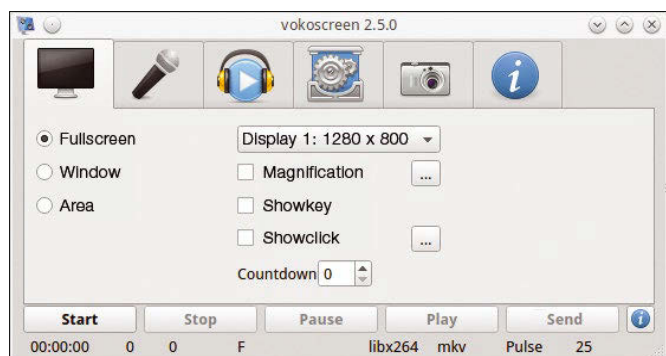 vokoscreen 2.5.0
Fullscreen
Display 1: 1280 x 800
Window
Magnification
...
Area
Showkey
Showclick
...
Countdown 0
Start Stop Pause Play Send
00:00:00 0 0 F libx264 mkv Pulse 25